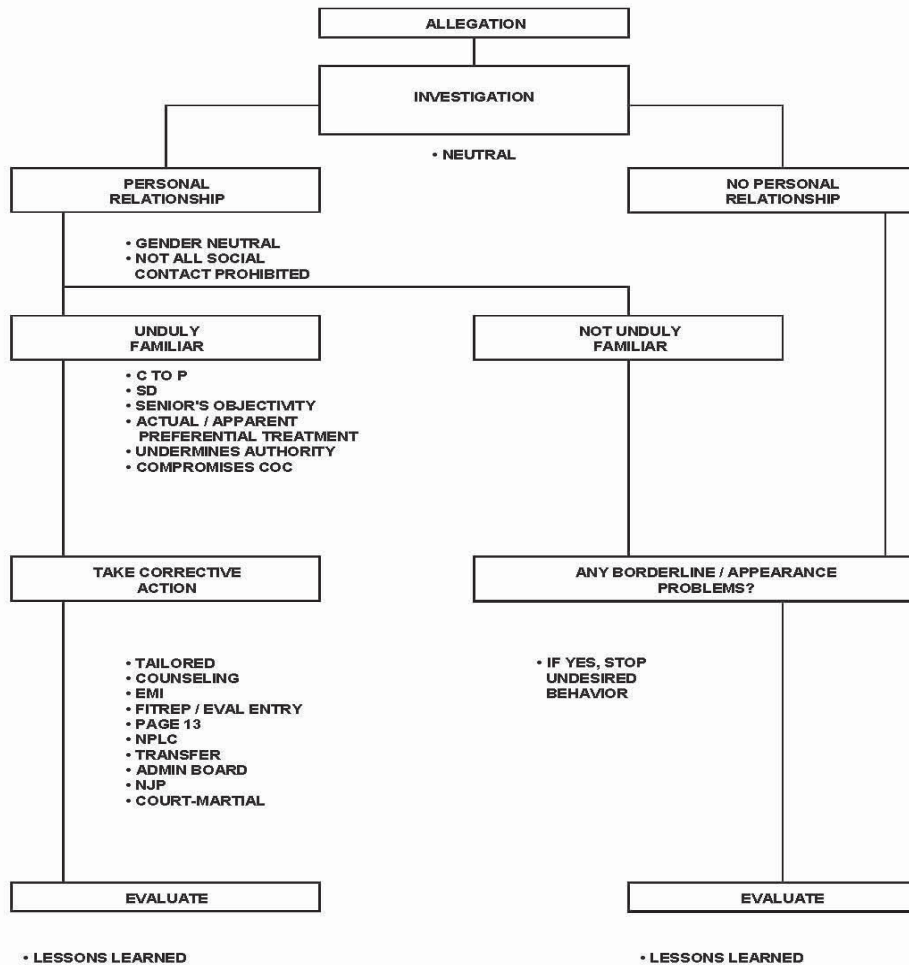 ALLEGATION
INVESTIGATION
• NEUTRAL
PERSONAL
RELATIONSHIP
NO PERSONAL
RELATIONSHIP
• GENDER NEUTRAL
• NOT ALL SOCIAL
CONTACT PROHIBITED
UNDULY
FAMILIAR
NOT UNDULY
FAMILIAR
• C TO P
• SD
• SENIOR'S OBJECTIVITY
• ACTUAL / APPARENT
PREFERENTIAL TREATMENT
• UNDERMINES AUTHORITY
• COMPROMISES COC
TAKE CORRECTIVE
ACTION
ANY BORDERLINE / APPEARANCE
PROBLEMS?
• TAILORED
• COUNSELING
• EMI
• FITREP / EVAL ENTRY
• PAGE 13
• NPLC
• TRANSFER
• ADMIN BOARD
• NJP
• COURT-MARTIAL
• IF YES, STOP
UNDESIRED
BEHAVIOR
EVALUATE
EVALUATE
• LESSONS LEARNED
• LESSONS LEARNED